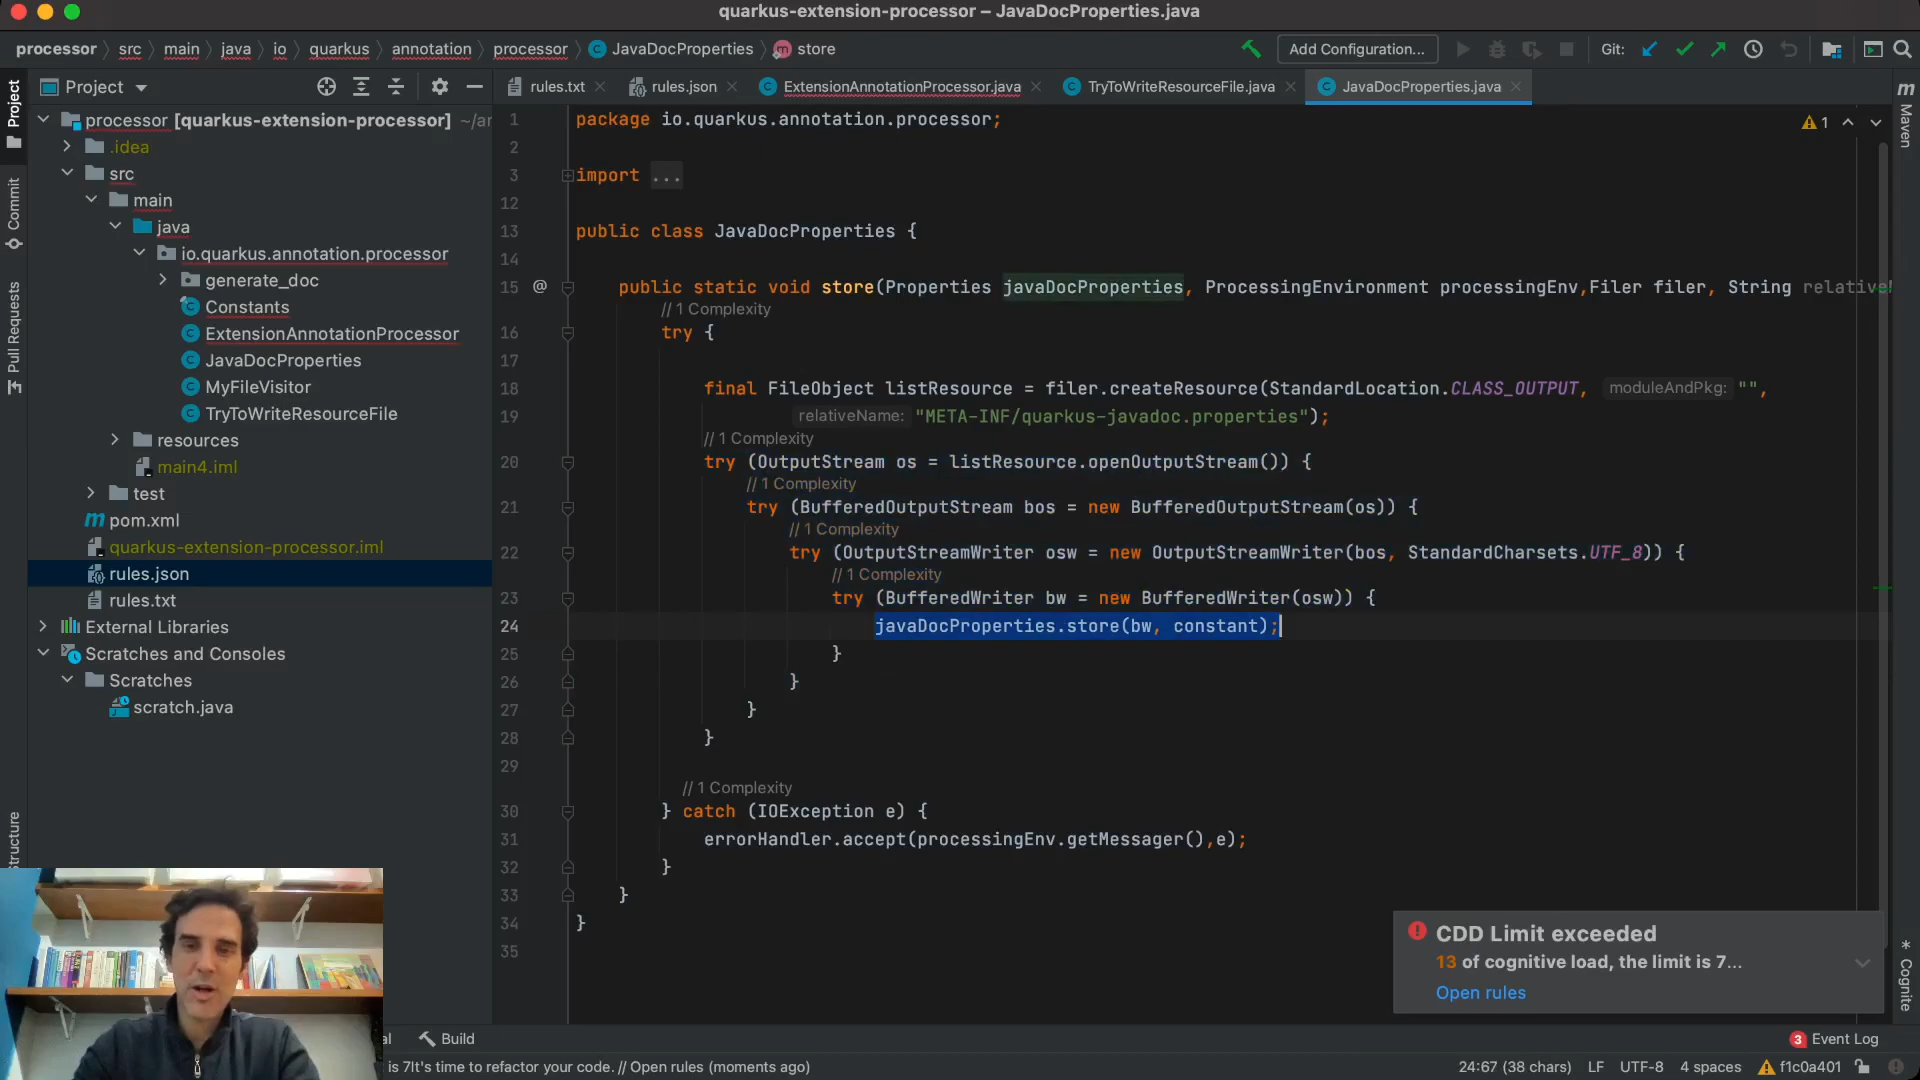 quarkus-extension-processor – JavaDocProperties.java
processor src main java io quarkus annotation processor JavaDocProperties store
Add Configuration...
Git:
Project
rules.txt
rules.json
ExtensionAnnotationProcessor.java
TryToWriteResourceFile.java
JavaDocProperties.java
Project
Commit
Pull Requests
Maven
processor [quarkus-extension-processor]
.idea
src
main
java
io.quarkus.annotation.processor
generate_doc
Constants
ExtensionAnnotationProcessor
JavaDocProperties
MyFileVisitor
TryToWriteResourceFile
resources
main4.iml
test
pom.xml
quarkus-extension-processor.iml
rules.json
rules.txt
External Libraries
Scratches and Consoles
Scratches
scratch.java
1 package io.quarkus.annotation.processor;
1
2
3 import ...
12
13 public class JavaDocProperties {
14
15 @ public static void store(Properties javaDocProperties, ProcessingEnvironment processingEnv,Filer filer, String
// 1 Complexity
16 try {
17
18 final FileObject listResource = filer.createResource(StandardLocation.CLASS_OUTPUT, moduleAndPkg: "",
19 relativeName: "META-INF/quarkus-javadoc.properties");
// 1 Complexity
20 try (OutputStream os = listResource.openOutputStream()) {
// 1 Complexity
21 try (BufferedOutputStream bos = new BufferedOutputStream(os)) {
// 1 Complexity
22 try (OutputStreamWriter osw = new OutputStreamWriter(bos, StandardCharsets.UTF_8)) {
// 1 Complexity
23 try (BufferedWriter bw = new BufferedWriter(osw)) {
24 javaDocProperties.store(bw, constant);
25 }
26 }
27 }
28 }
29
// 1 Complexity
30 } catch (IOException e) {
31 errorHandler.accept(processingEnv.getMessager(),e);
32 }
33 }
34 }
35
CDD Limit exceeded
13 of cognitive load, the limit is 7...
Open rules
Cognite
Build
3 Event Log
is 7It's time to refactor your code. // Open rules (moments ago)
24:67 (38 chars) LF UTF-8 4 spaces f1c0a401